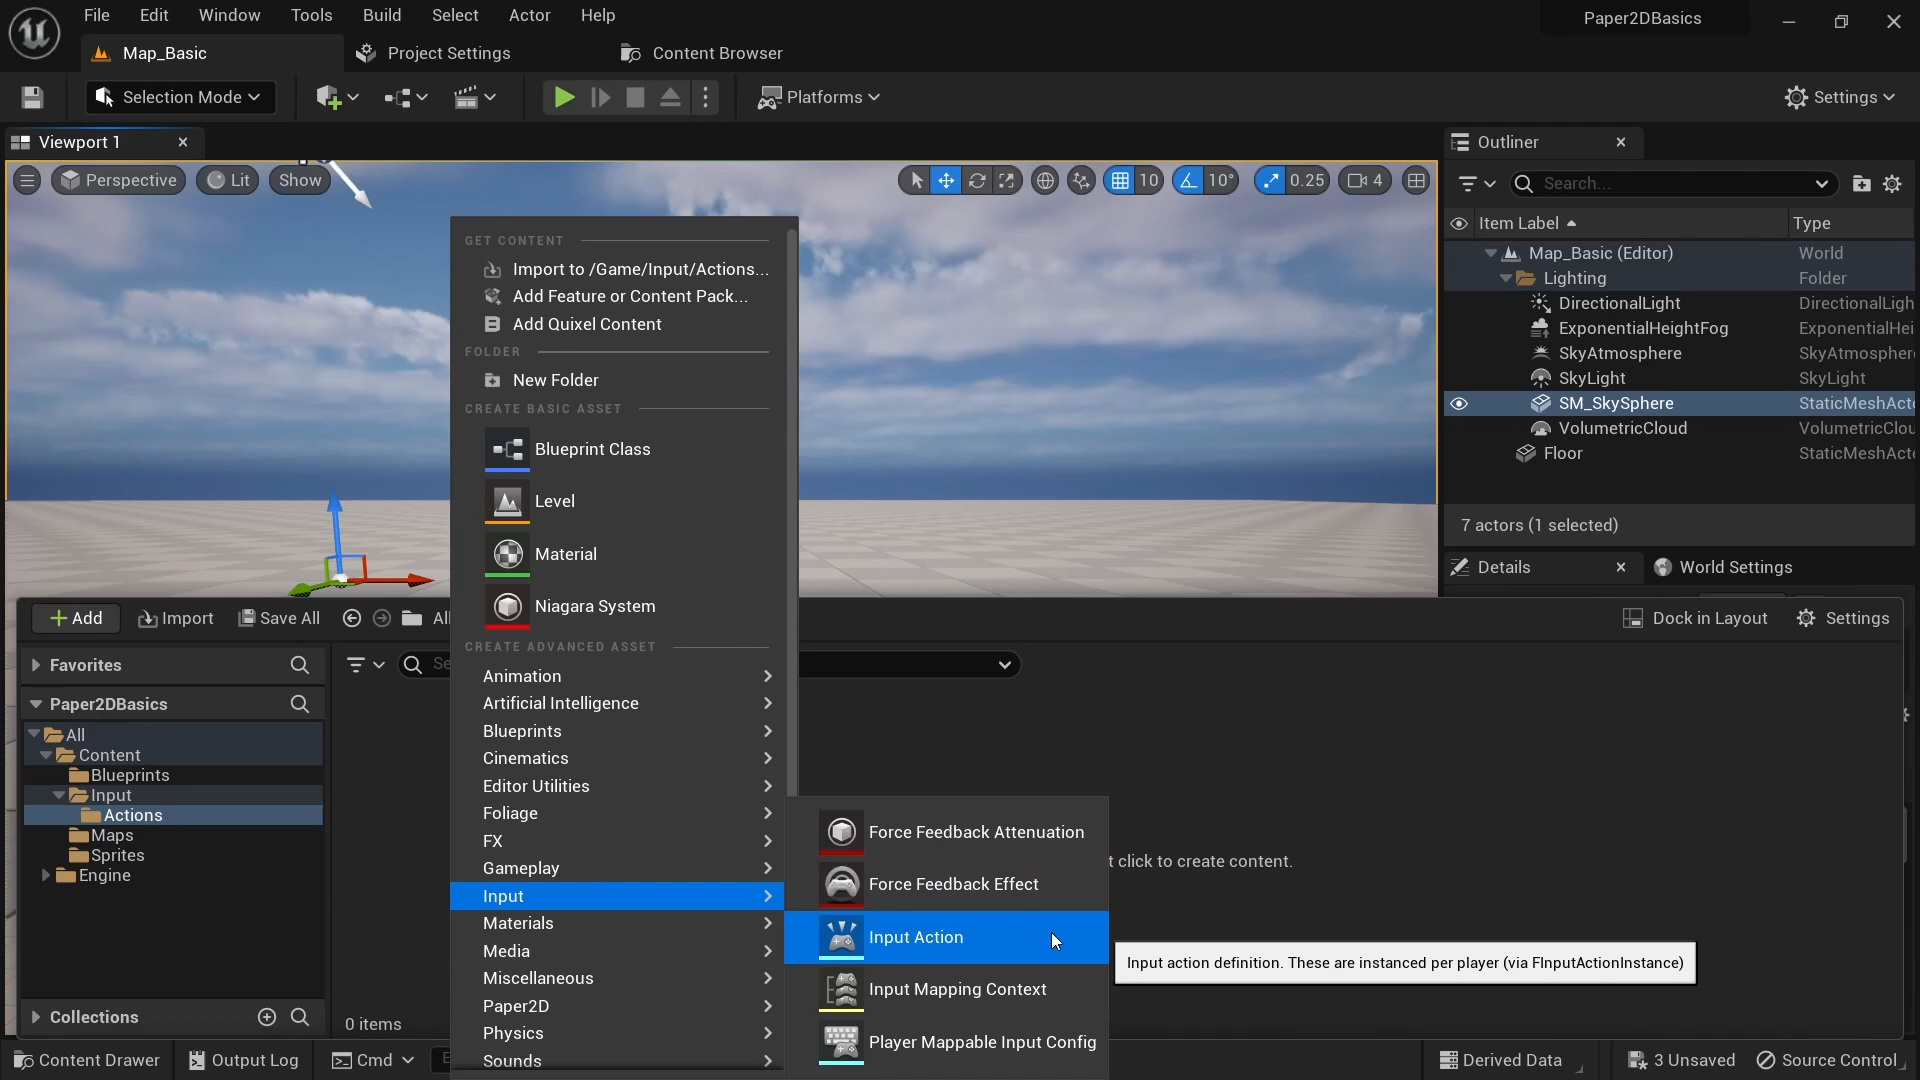 File Edit Window Tools Build Select Actor Help
Paper2DBasics
Map_Basic Project Settings Content Browser
Selection Mode Platforms Settings
Viewport 1
Perspective Lit Show 10 10° 0.25 4
Outliner
Search...
Item Label Type
Map_Basic (Editor) World
Lighting Folder
DirectionalLight DirectionalLigh
ExponentialHeightFog ExponentialHei
SkyAtmosphere SkyAtmospher
SkyLight SkyLight
SM_SkySphere StaticMeshAct
VolumetricCloud VolumetricClou
Floor StaticMeshAct
7 actors (1 selected)
Details World Settings
GET CONTENT
Import to /Game/Input/Actions...
Add Feature or Content Pack...
Add Quixel Content
FOLDER
New Folder
CREATE BASIC ASSET
Blueprint Class
Level
Material
Niagara System
CREATE ADVANCED ASSET
Animation
Artificial Intelligence
Blueprints
Cinematics
Editor Utilities
Foliage
FX
Gameplay
Input
Materials
Media
Miscellaneous
Paper2D
Physics
Sounds
Force Feedback Attenuation
Force Feedback Effect
Input Action
Input Mapping Context
Player Mappable Input Config
Input action definition. These are instanced per player (via FInputActionInstance)
Add Import Save All All
Dock in Layout Settings
Favorites
Se
Paper2DBasics
All
Content
Blueprints
Input
Actions
Maps
Sprites
Engine
t click to create content.
Collections
0 items
Content Drawer Output Log Cmd
Derived Data 3 Unsaved Source Control